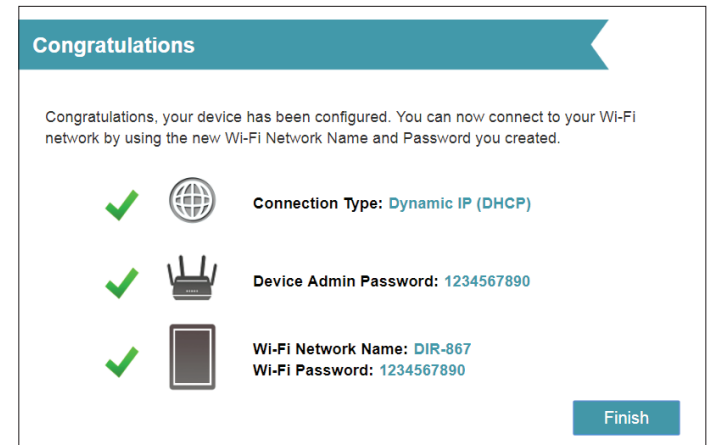 Congratulations
Congratulations, your device has been configured. You can now connect to your Wi-Fi
network by using the new Wi-Fi Network Name and Password you created.
Connection Type: Dynamic IP (DHCP)
Device Admin Password: 1234567890
Wi-Fi Network Name: DIR-867
Wi-Fi Password: 1234567890
Finish